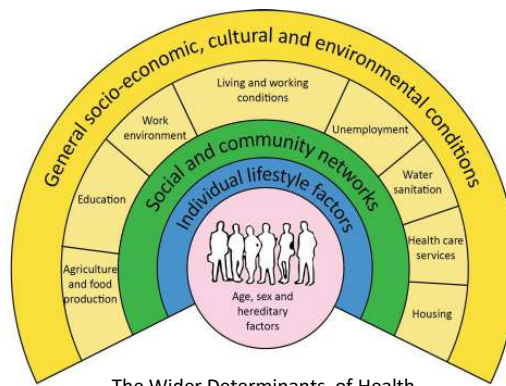 General socio-economic, cultural and environmental conditions
Living and working
conditions
Work
environment
Unemployment
Education
Water
sanitation
Agriculture
and food
production
Health care
services
Housing
Social and community networks
Individual lifestyle factors
Age, sex and
hereditary
factors
The Wider Determinants of Health